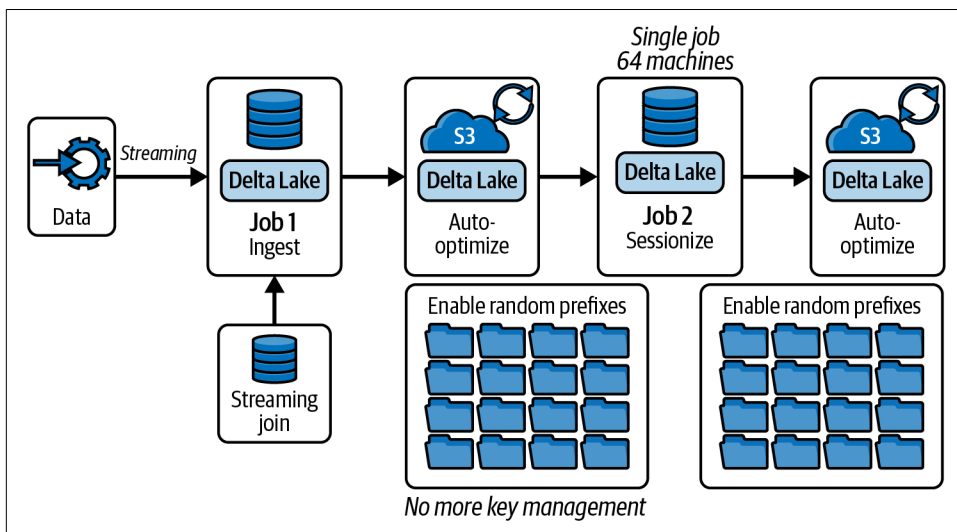 Single job
64 machines
Streaming
Data
Delta Lake
Job 1
Ingest
S3
Delta Lake
Auto-
optimize
Delta Lake
Job 2
Sessionize
S3
Delta Lake
Auto-
optimize
Streaming
join
Enable random prefixes
No more key management
Enable random prefixes